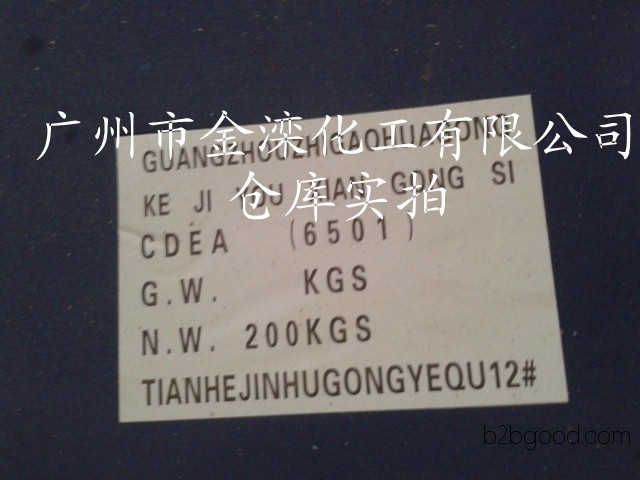 广州市金滦化工有限公司
仓库实拍
GUANGZHOUZHIGAOHUAGONG
KE JI YOU XIAN GONG SI
CDEA (6501)
G.W. KGS
N.W. 200KGS
TIANHEJINHUGONGYEQU12#
b2bgood.com